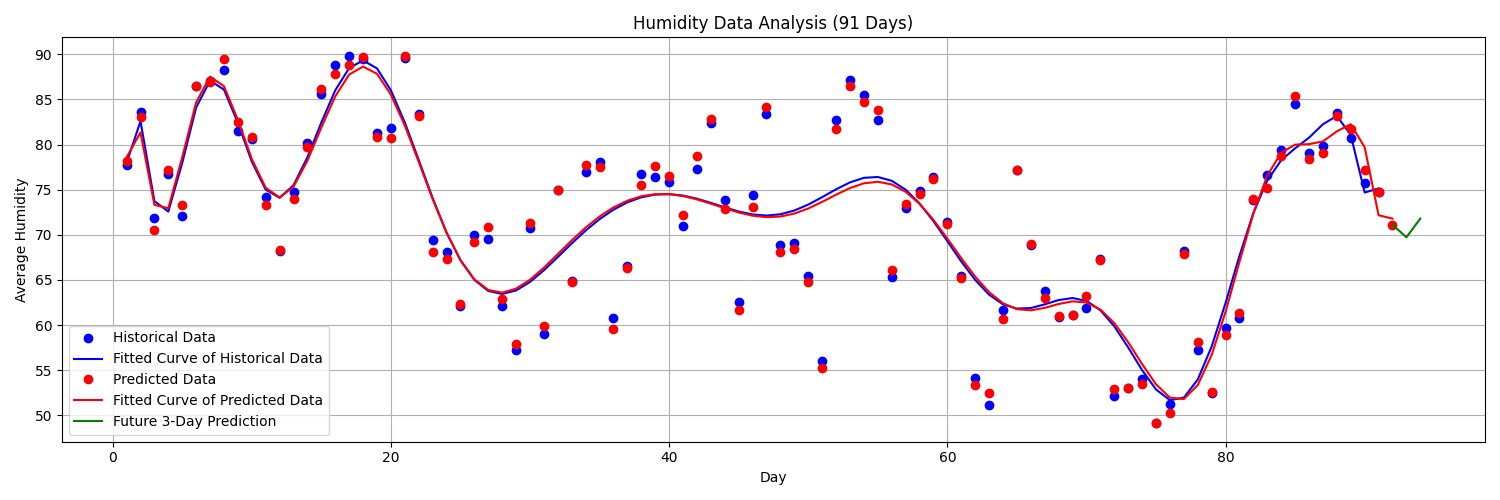 Humidity Data Analysis (91 Days)
Average Humidity
90
85
80
75
70
65
60
55
50
Historical Data
Fitted Curve of Historical Data
Predicted Data
Fitted Curve of Predicted Data
Future 3-Day Prediction
0 20 40 60 80
Day